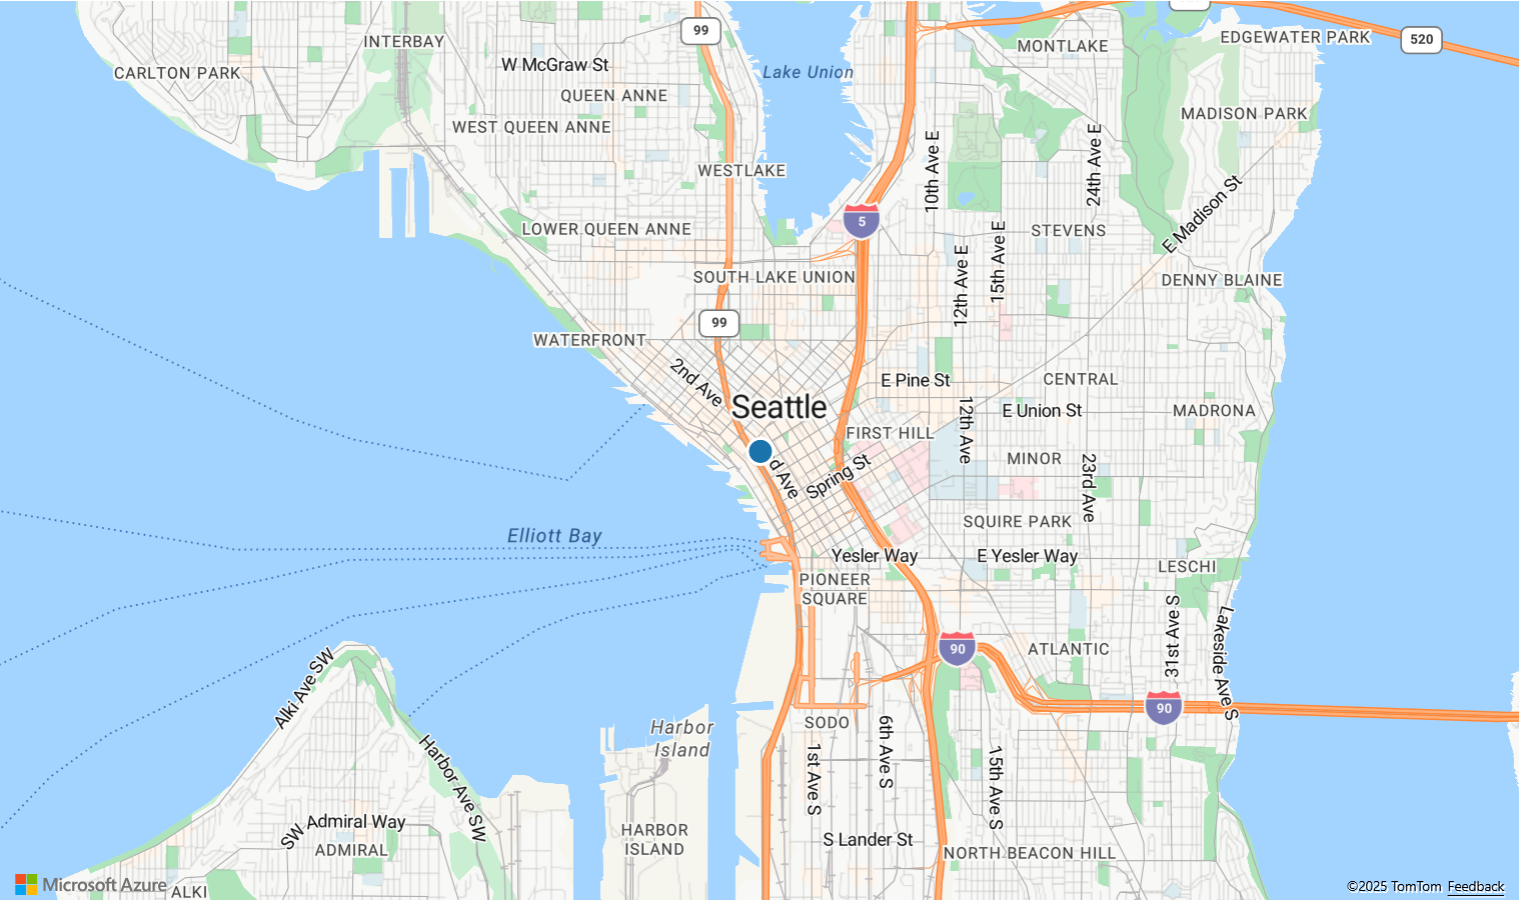 99
520
EDGEWATER PARK
INTERBAY
MONTLAKE
CARLTON PARK
W McGraw St
Lake Union
QUEEN ANNE
MADISON PARK
WEST QUEEN ANNE
10th Ave E
24th Ave E
WESTLAKE
5
E Madison St
LOWER QUEEN ANNE
STEVENS
15th Ave E
12th Ave E
SOUTH LAKE UNION
DENNY BLAINE
99
WATERFRONT
2nd Ave
E Pine St
CENTRAL
Seattle
E Union St
MADRONA
12th Ave
FIRST HILL
MINOR
d Ave
Spring St
23rd Ave
SQUIRE PARK
Elliott Bay
Yesler Way
E Yesler Way
LESCHI
PIONEER
SQUARE
31st Ave S
Lakeside Ave S
90
ATLANTIC
Alki Ave SW
90
SODO
Harbor
Island
6th Ave S
1st Ave S
15th Ave S
Harbor Ave SW
SW Admiral Way
HARBOR
ISLAND
S Lander St
ADMIRAL
NORTH BEACON HILL
Microsoft Azure
ALKI
©2025 TomTom Feedback